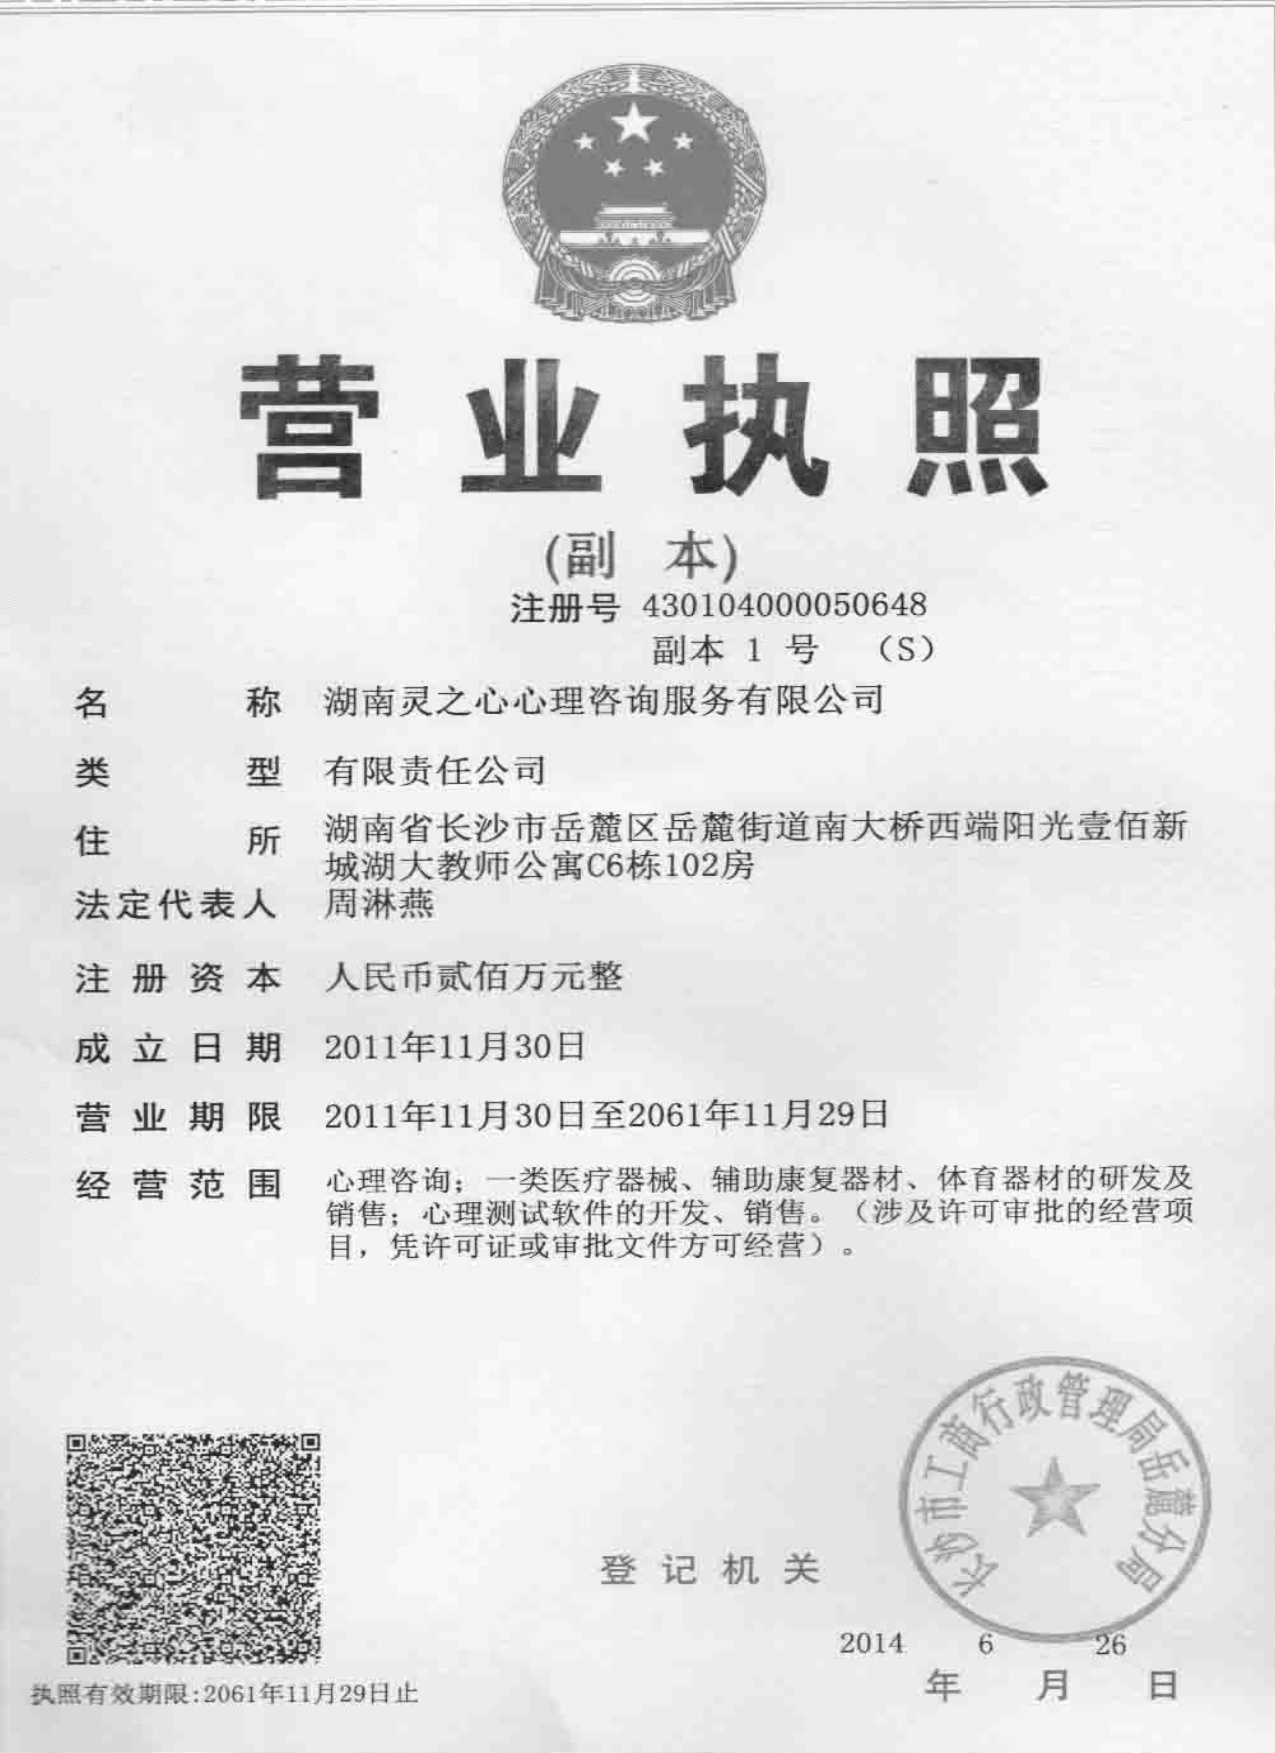 营业执照
(副 本)
注册号 430104000050648
副本 1 号 （S）
名称 湖南灵之心心理咨询服务有限公司
类型 有限责任公司
住所 湖南省长沙市岳麓区岳麓街道南大桥西端阳光壹佰新
城湖大教师公寓C6栋102房
法定代表人 周淋燕
注册资本 人民币贰佰万元整
成立日期 2011年11月30日
营业期限 2011年11月30日至2061年11月29日
经营范围 心理咨询；一类医疗器械、辅助康复器材、体育器材的研发及
销售；心理测试软件的开发、销售。（涉及许可审批的经营项
目，凭许可证或审批文件方可经营）。
长沙市工商行政管理局岳麓分局
登记机关
2014 6 26
年 月 日
执照有效期限:2061年11月29日止